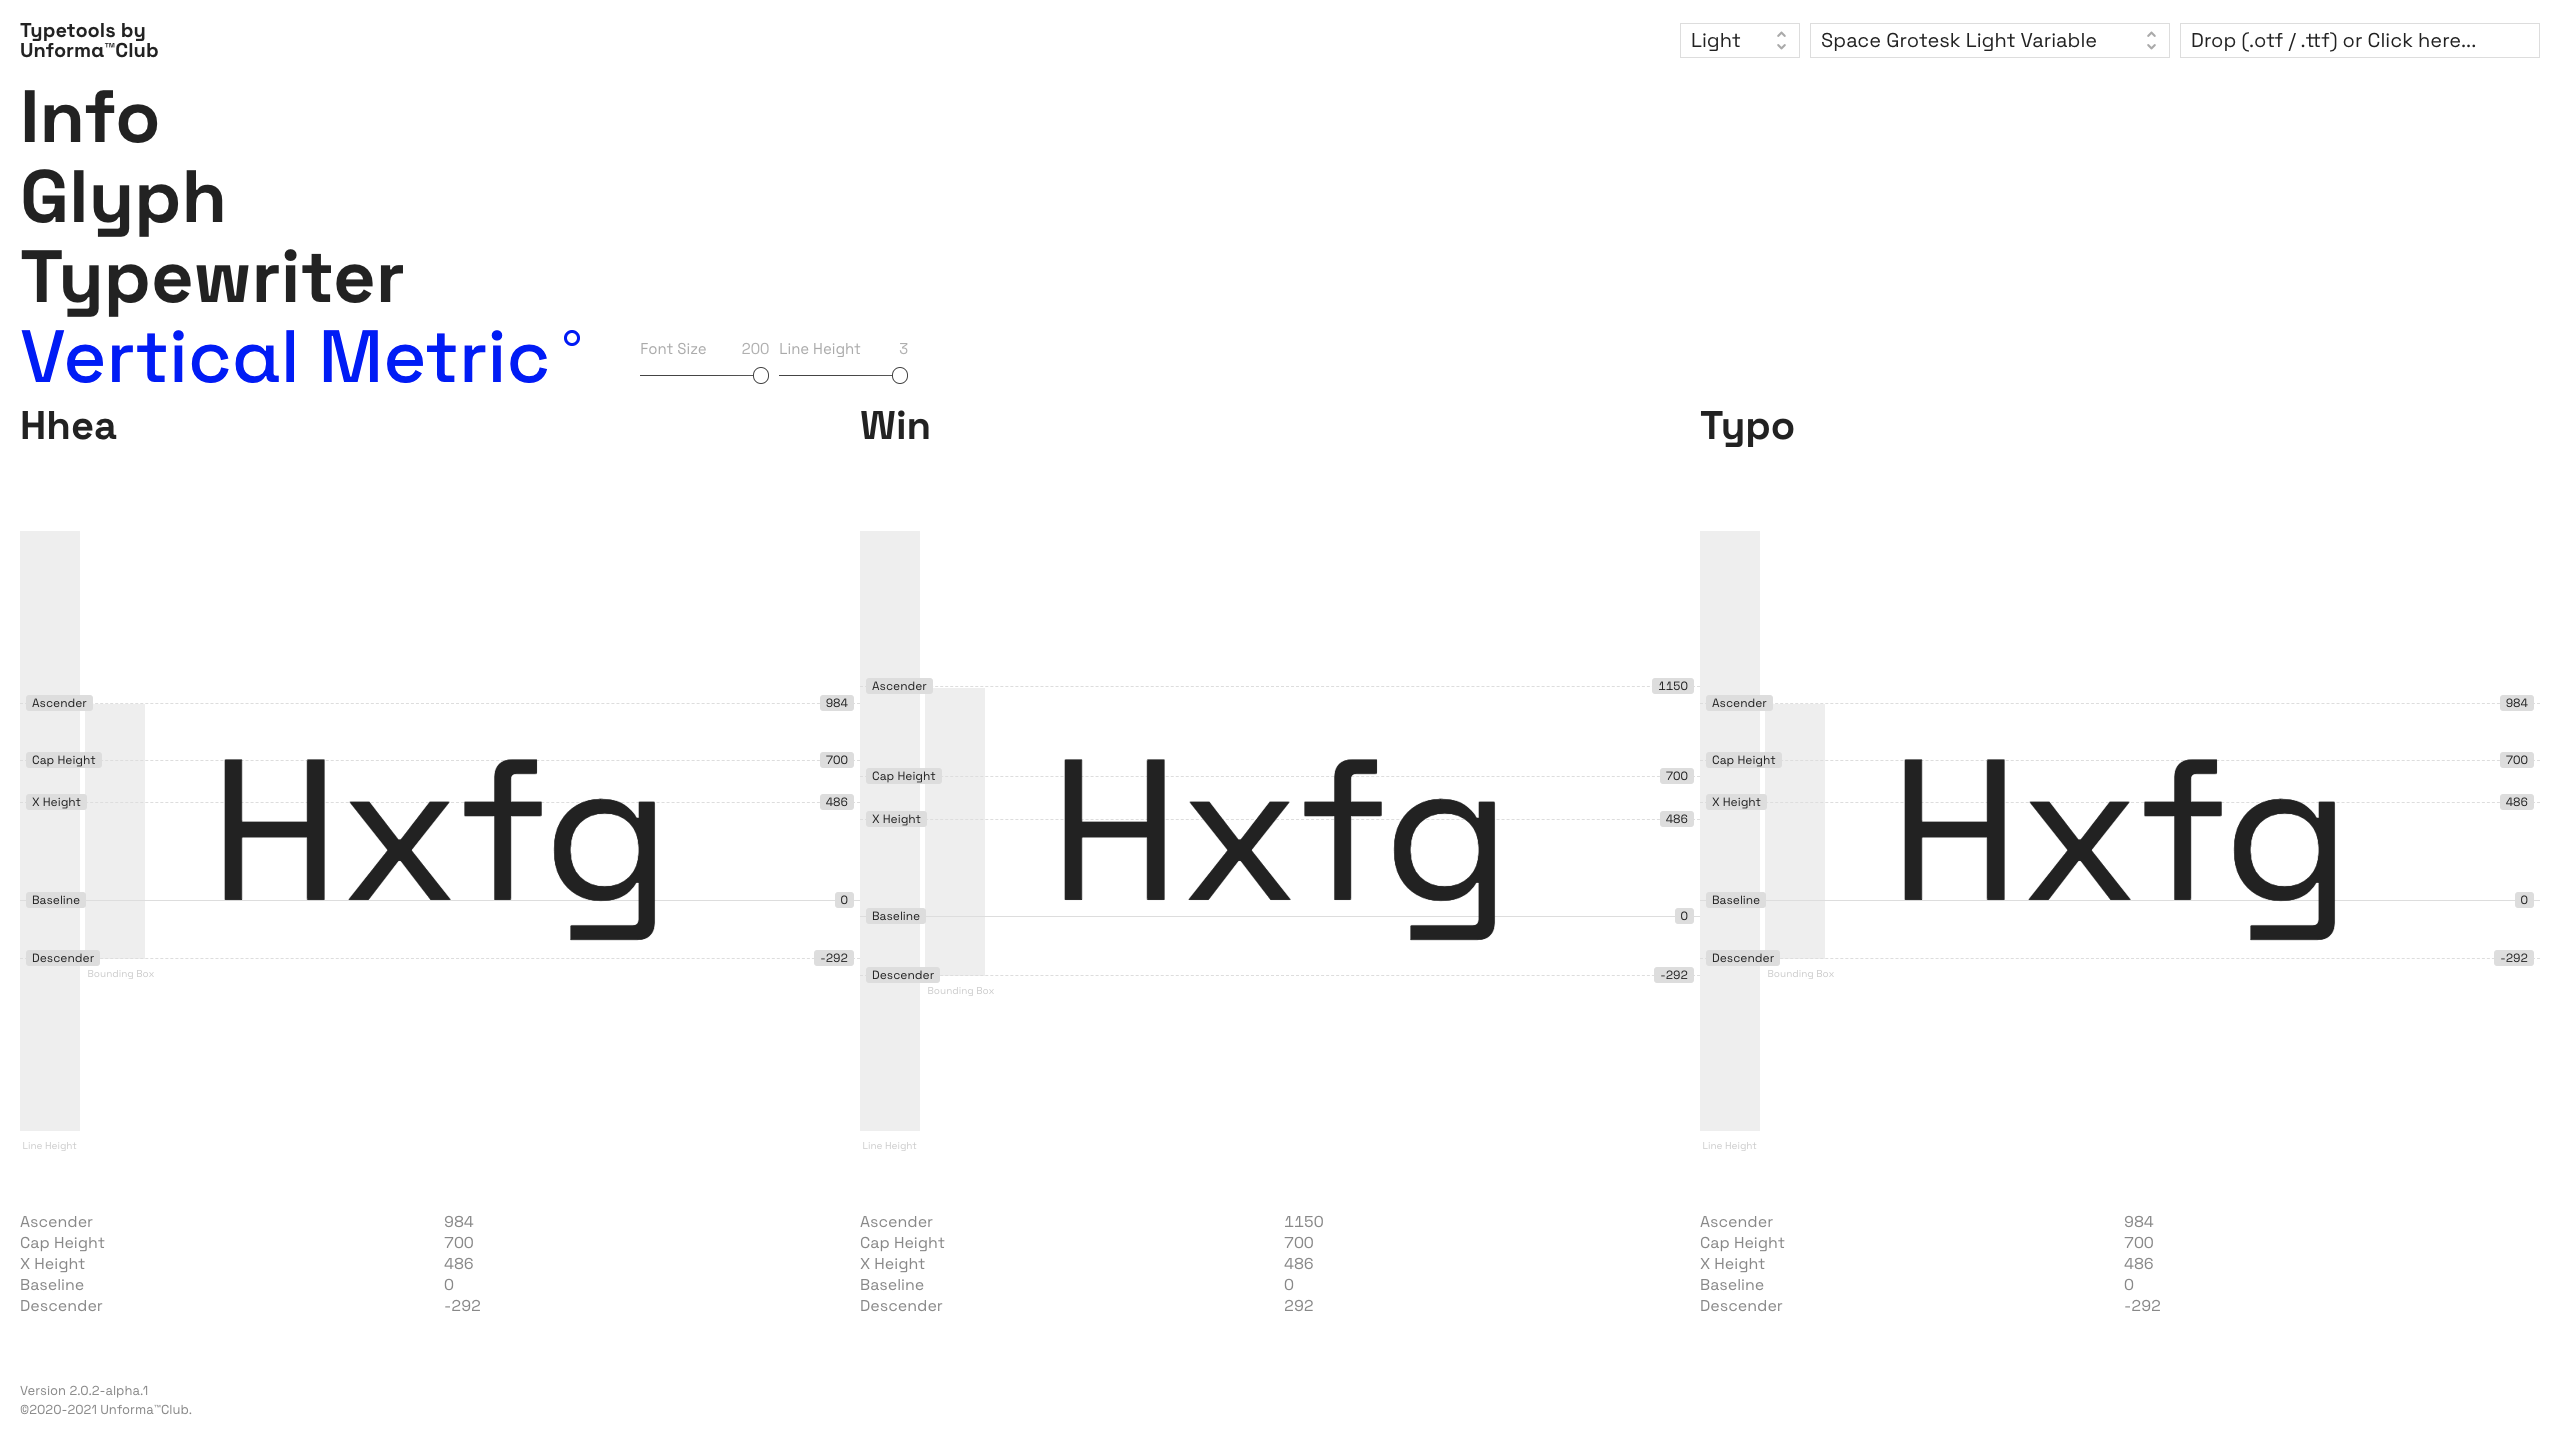 Typetools by
Unforma™Club
Light
Space Grotesk Light Variable
Drop (.otf / .ttf) or Click here...
Info
Glyph
Typewriter
Vertical Metric°
Font Size 200 Line Height 3
Hhea
Ascender 984
Cap Height 700
X Height 486
Baseline 0
Descender -292
Bounding Box
Hxfg
Line Height
Ascender 984
Cap Height 700
X Height 486
Baseline 0
Descender -292
Win
Ascender 1150
Cap Height 700
X Height 486
Baseline 0
Descender -292
Bounding Box
Hxfg
Line Height
Ascender 1150
Cap Height 700
X Height 486
Baseline 0
Descender 292
Typo
Ascender 984
Cap Height 700
X Height 486
Baseline 0
Descender -292
Bounding Box
Hxfg
Line Height
Ascender 984
Cap Height 700
X Height 486
Baseline 0
Descender -292
Version 2.0.2-alpha.1
©2020-2021 Unforma™Club.